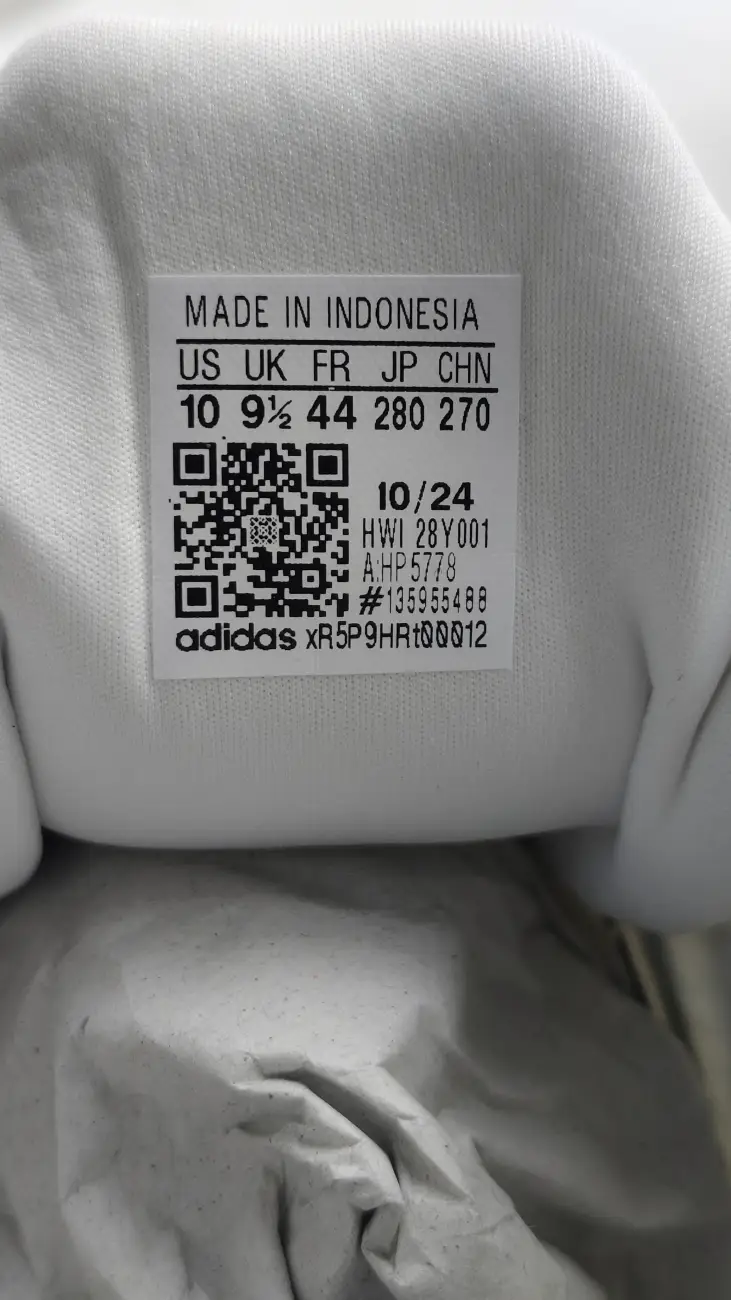 MADE IN INDONESIA
US UK FR JP CHN
10 9½ 44 280 270
10/24
HWI 28Y001
A:HP5778
#135955488
adidas xR5P9HRt00012